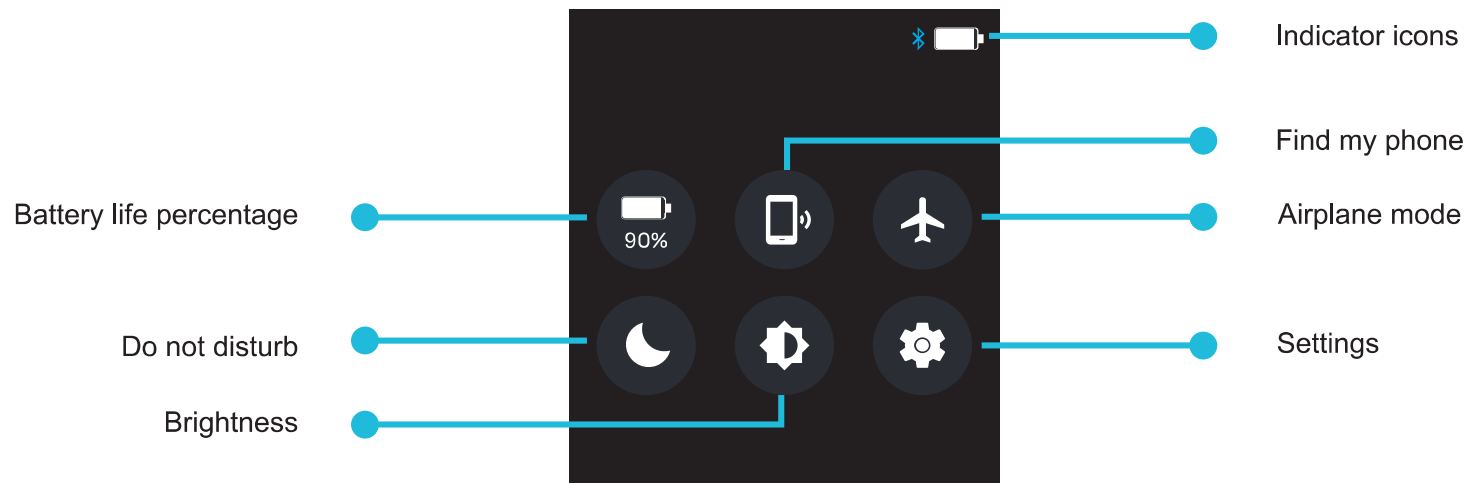 Indicator icons
Find my phone
Battery life percentage
90%
Airplane mode
Do not disturb
Settings
Brightness